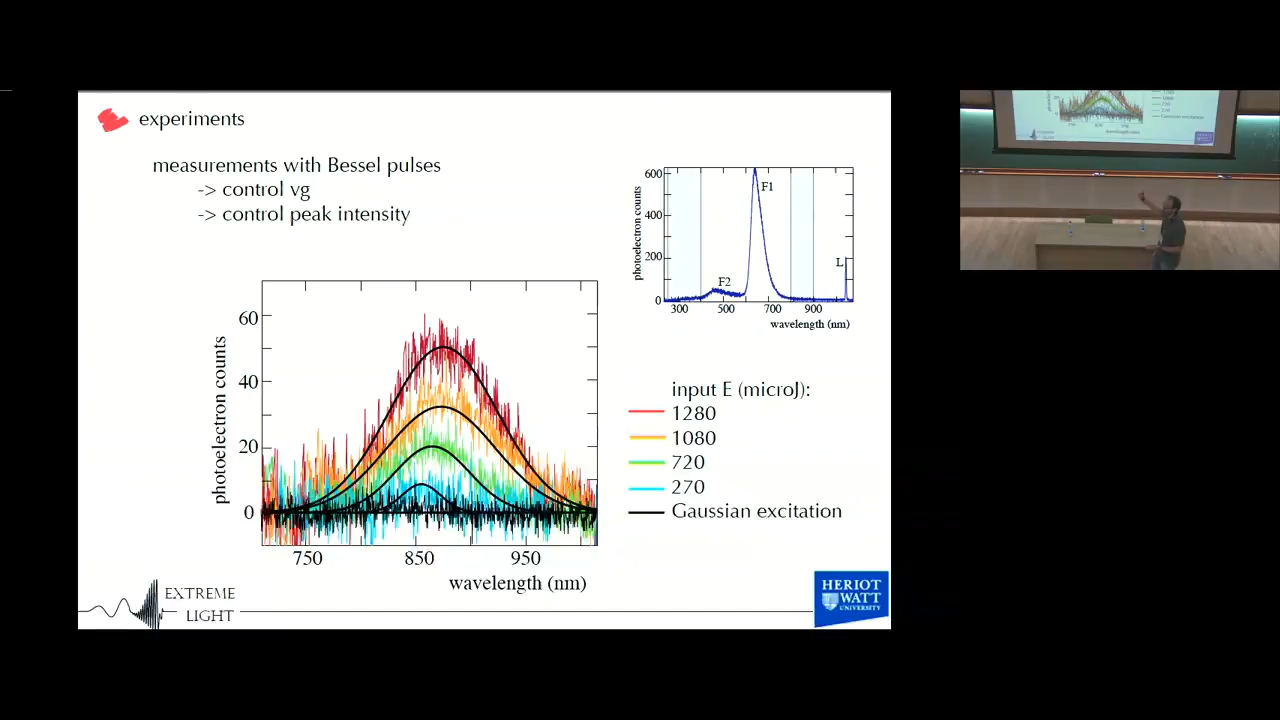 experiments
measurements with Bessel pulses
-> control vg
-> control peak intensity
600
400
200
0
photoelectron counts
F1
F2
L
300
500
700
900
wavelength (nm)
60
40
20
0
photoelectron counts
750
850
950
wavelength (nm)
input E (microJ):
1280
1080
720
270
Gaussian excitation
EXTREME
LIGHT
HERIOT
WATT
UNIVERSITY